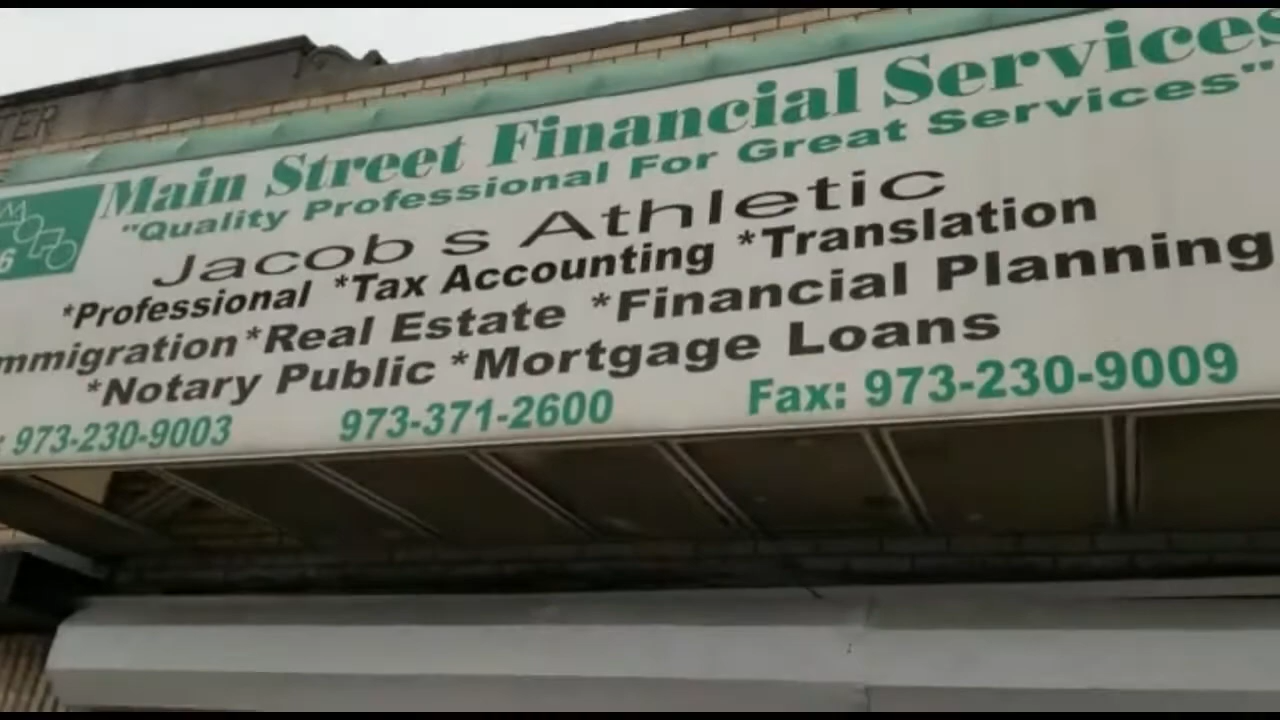 TER
Main Street Financial Services
"Quality Professional For Great Services"
Jacob s Athletic
*Professional *Tax Accounting *Translation
mmigration *Real Estate *Financial Planning
*Notary Public *Mortgage Loans
: 973-230-9003 973-371-2600 Fax: 973-230-9009
6